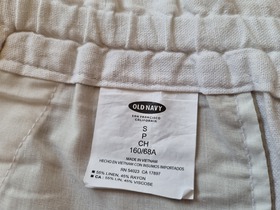 OLD NAVY
SAN FRANCISCO
CALIFORNIA
S
P
CH
160/68A
MADE IN VIETNAM
HECHO EN VIETNAM CON INSUMOS IMPORTADOS
RN 54023 CA 17897
55% LINEN, 45% RAYON
CA: 55% LIN, 45% VISCOSE